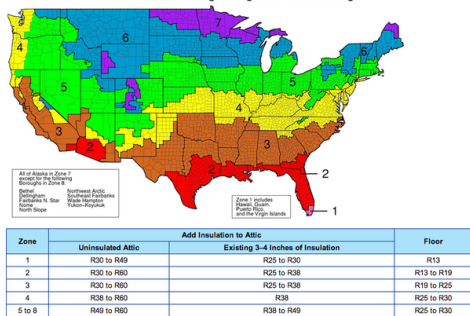 7
4
6
6
5
5
4
3
3
2
2
2
1
All of Alaska in Zone 7
except for the following
Boroughs in Zone 8:
Bethel Northwest Arctic
Dellingham Southeast Fairbanks
Fairbanks N. Star Wade Hampton
Nome Yukon-Koyukuk
North Slope
Zone 1 includes
Hawaii, Guam,
Puerto Rico,
and the Virgin Islands
Zone Add Insulation to Attic Floor
Uninsulated Attic Existing 3–4 Inches of Insulation
1 R30 to R49 R25 to R30 R13
2 R30 to R60 R25 to R38 R13 to R19
3 R30 to R60 R25 to R38 R19 to R25
4 R38 to R60 R38 R25 to R30
5 to 8 R49 to R60 R38 to R49 R25 to R30